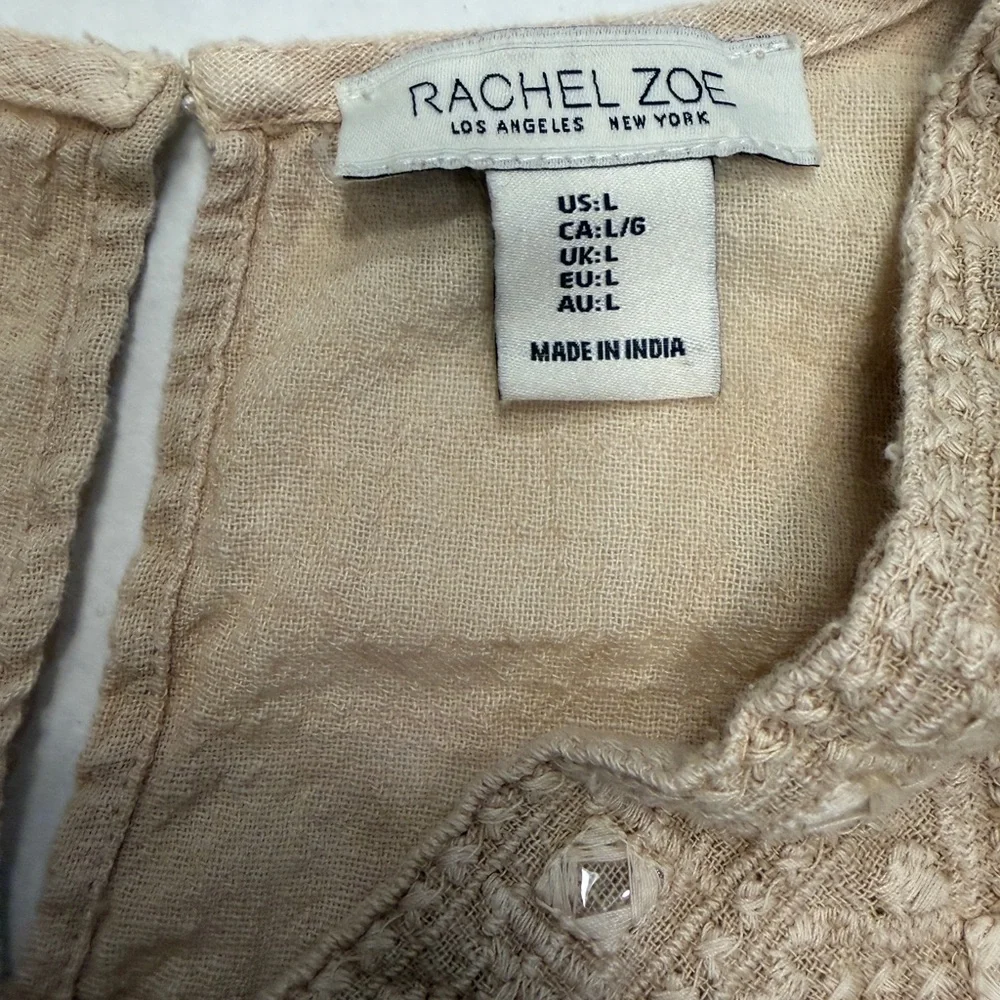 RACHEL ZOE
LOS ANGELES NEW YORK
US:L
CA:L/G
UK:L
EU:L
AU:L
MADE IN INDIA